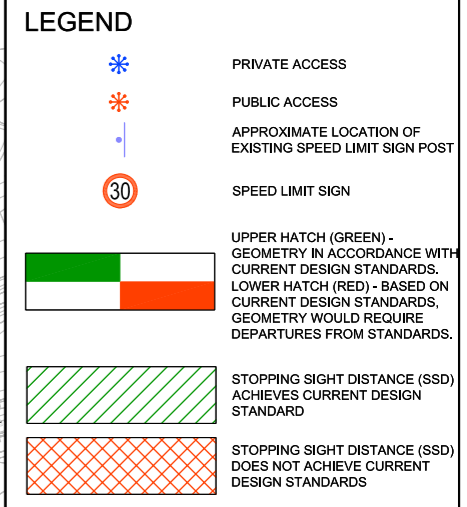 LEGEND
PRIVATE ACCESS
PUBLIC ACCESS
APPROXIMATE LOCATION OF
EXISTING SPEED LIMIT SIGN POST
30
SPEED LIMIT SIGN
UPPER HATCH (GREEN) -
GEOMETRY IN ACCORDANCE WITH
CURRENT DESIGN STANDARDS.
LOWER HATCH (RED) - BASED ON
CURRENT DESIGN STANDARDS,
GEOMETRY WOULD REQUIRE
DEPARTURES FROM STANDARDS.
STOPPING SIGHT DISTANCE (SSD)
ACHIEVES CURRENT DESIGN
STANDARD
STOPPING SIGHT DISTANCE (SSD)
DOES NOT ACHIEVE CURRENT
DESIGN STANDARDS